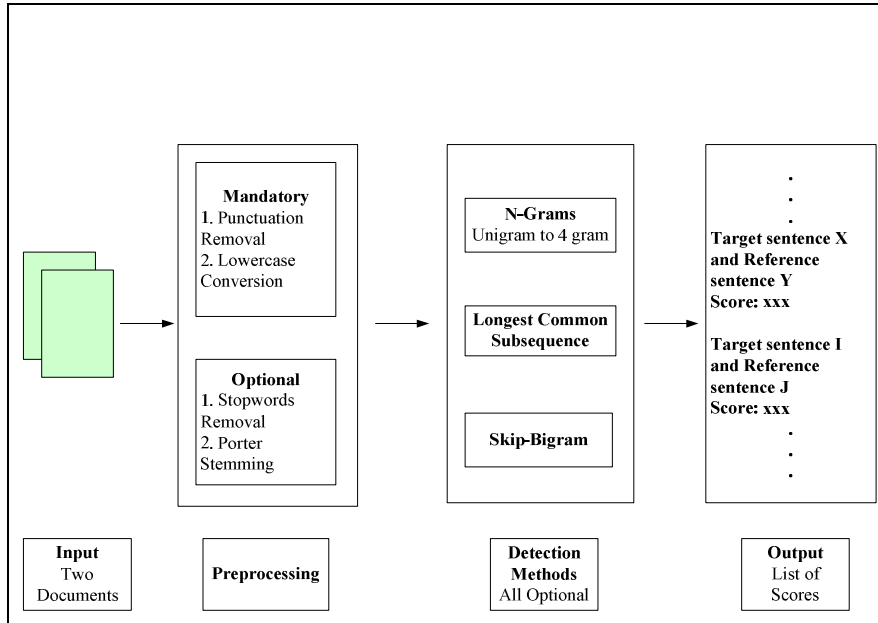 Mandatory
1. Punctuation
Removal
2. Lowercase
Conversion
Optional
1. Stopwords
Removal
2. Porter
Stemming
N-Grams
Unigram to 4 gram
Longest Common
Subsequence
Skip-Bigram
.
.
.
Target sentence X
and Reference
sentence Y
Score: xxx
Target sentence I
and Reference
sentence J
Score: xxx
.
.
.
Input
Two
Documents
Preprocessing
Detection
Methods
All Optional
Output
List of
Scores